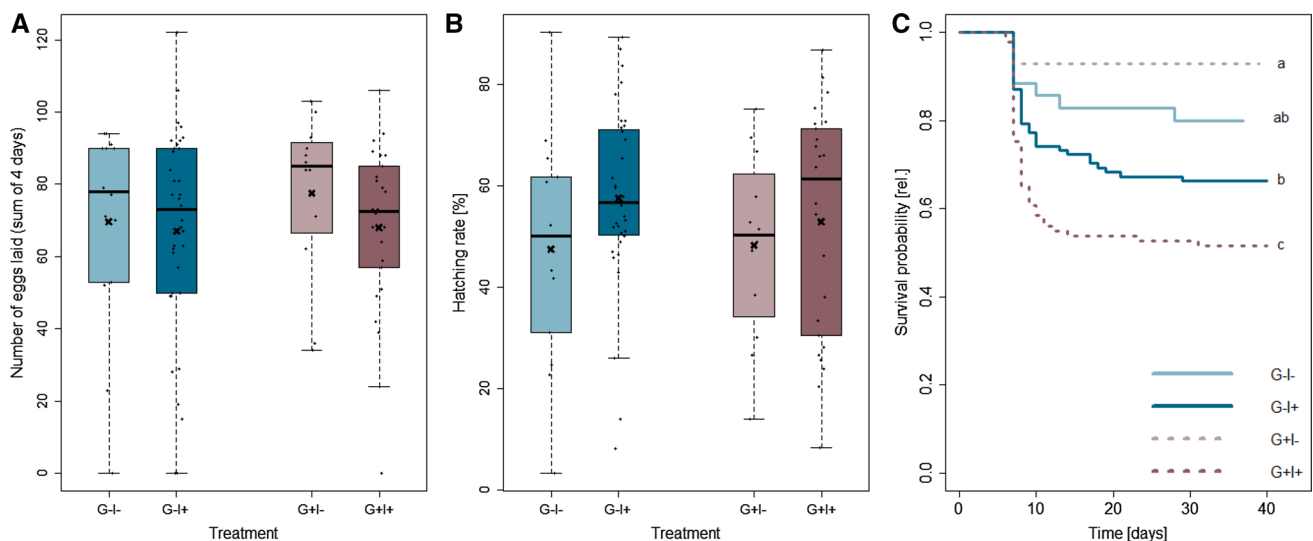 A
Number of eggs laid (sum of 4 days)
120
100
80
60
40
20
0
G-I-
G-I+
G+I-
G+I+
Treatment
B
Hatching rate [%]
80
60
40
20
0
G-I-
G-I+
G+I-
G+I+
Treatment
C
Survival probability [rel.]
1.0
0.8
0.6
0.4
0.2
0.0
a
ab
b
c
G-I-
G-I+
G+I-
G+I+
0
10
20
30
40
Time [days]